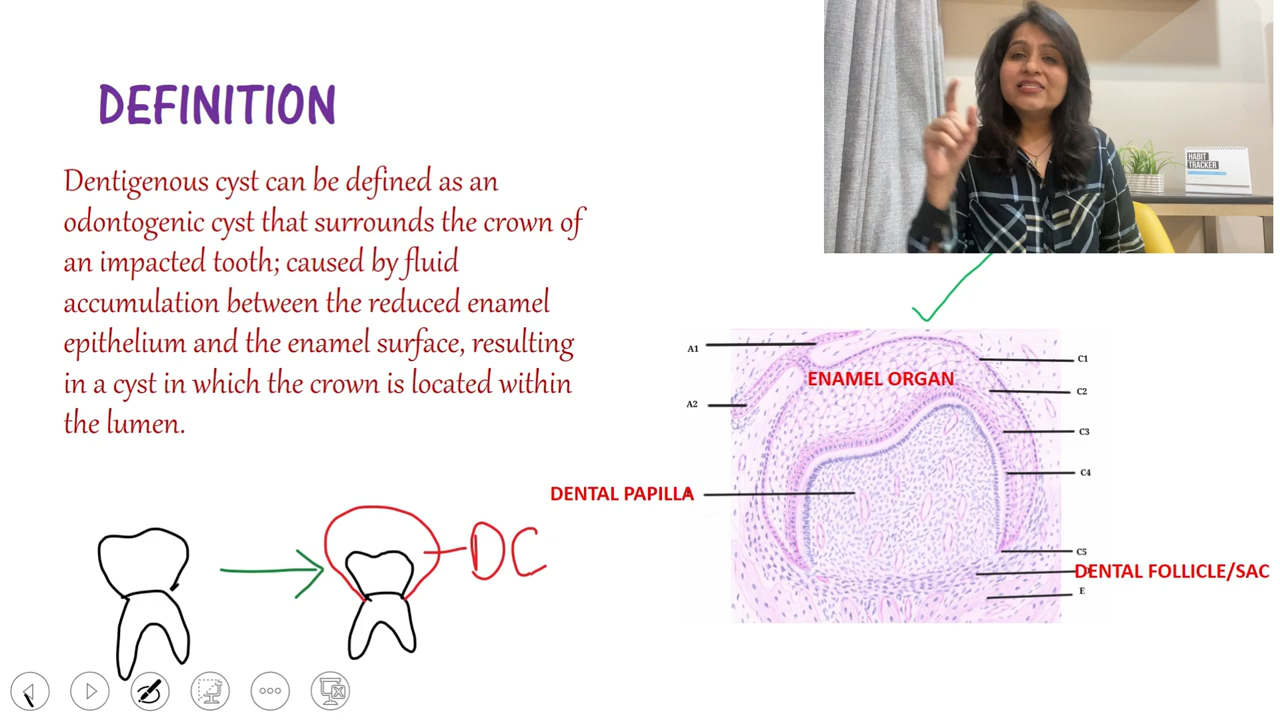 DEFINITION
Dentigenous cyst can be defined as an
odontogenic cyst that surrounds the crown of
an impacted tooth; caused by fluid
accumulation between the reduced enamel
epithelium and the enamel surface, resulting
in a cyst in which the crown is located within
the lumen.
DC
HABIT
TRACKER
A1
A2
ENAMEL ORGAN
DENTAL PAPILLA
C1
C2
C3
C4
C5
DENTAL FOLLICLE/SAC
E